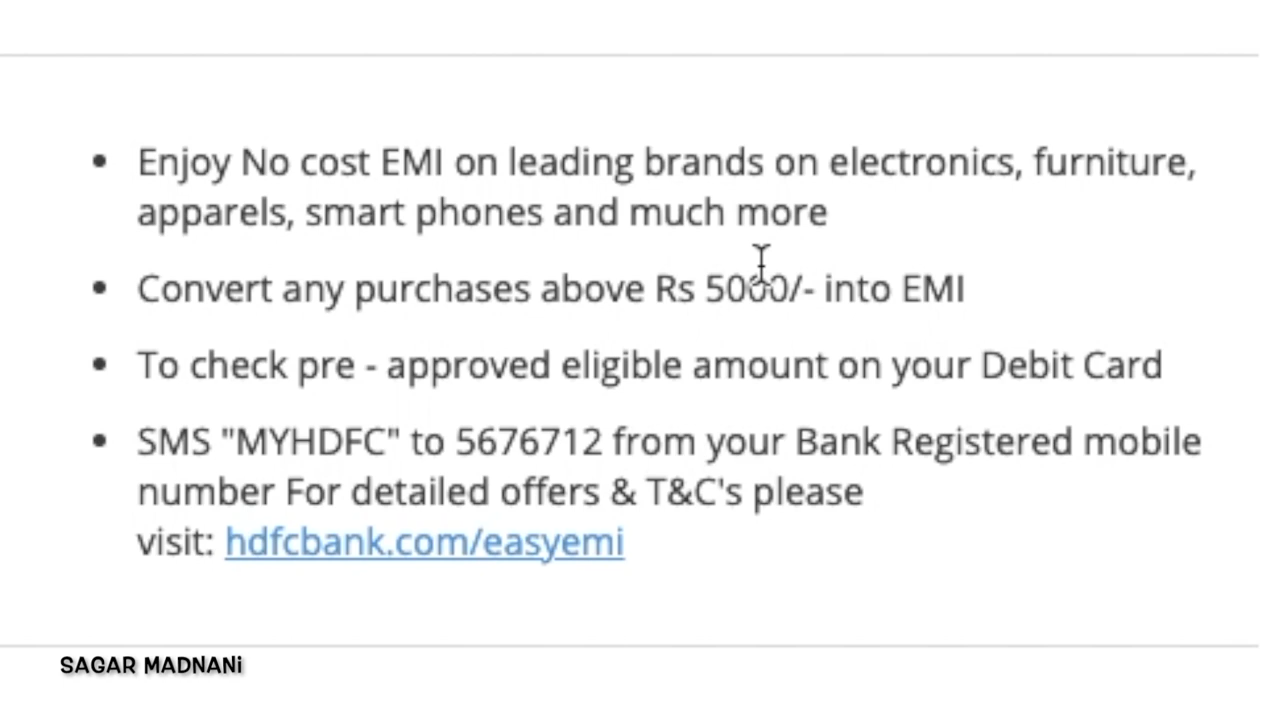 • Enjoy No cost EMI on leading brands on electronics, furniture,
apparels, smart phones and much more
• Convert any purchases above Rs 5000/- into EMI
• To check pre - approved eligible amount on your Debit Card
• SMS "MYHDFC" to 5676712 from your Bank Registered mobile
number For detailed offers & T&C's please
visit: hdfcbank.com/easyemi
SAGAR MADNANi